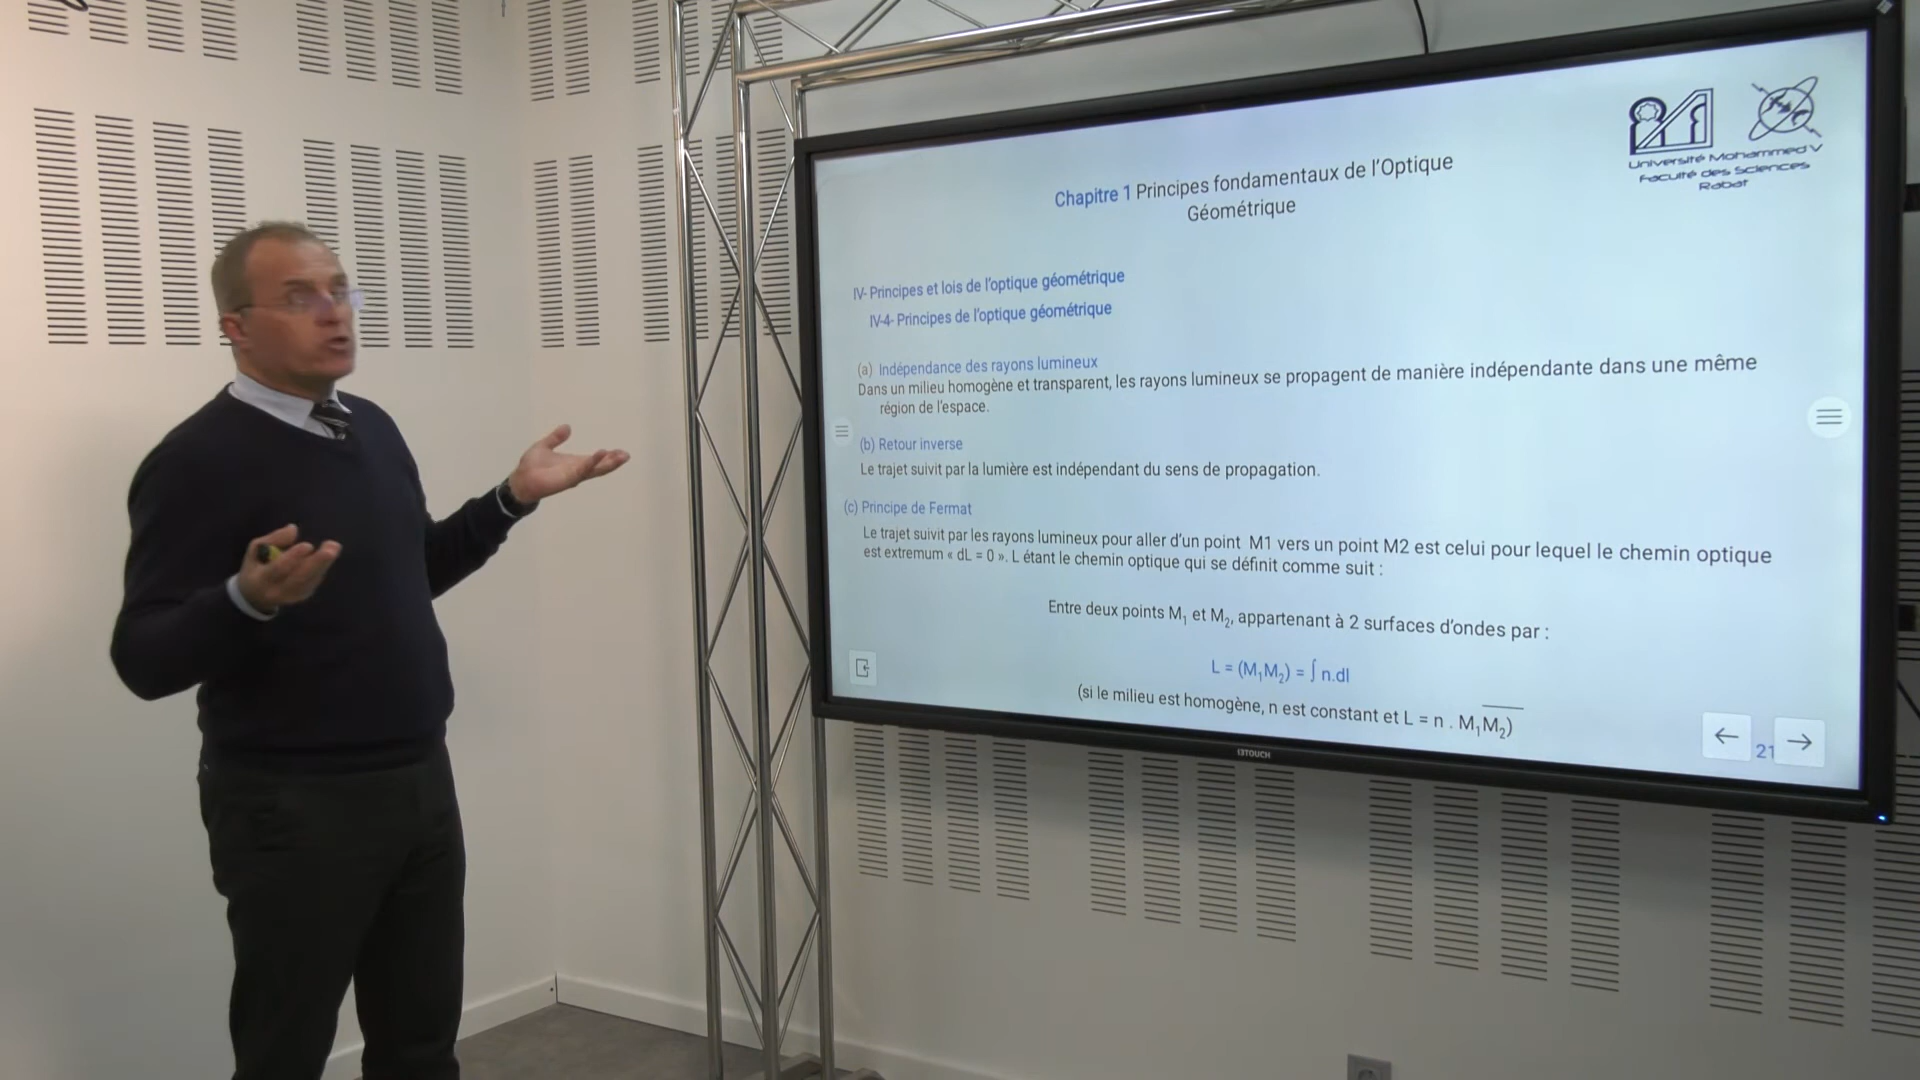 Université Mohammed V
Faculté des Sciences
Rabat
Chapitre 1 Principes fondamentaux de l'Optique
Géométrique
IV- Principes et lois de l'optique géométrique
IV-4- Principes de l'optique géométrique
(a) Indépendance des rayons lumineux
Dans un milieu homogène et transparent, les rayons lumineux se propagent de manière indépendante dans une même
région de l'espace.
(b) Retour inverse
Le trajet suivit par la lumière est indépendant du sens de propagation.
(c) Principe de Fermat
Le trajet suivit par les rayons lumineux pour aller d'un point M1 vers un point M2 est celui pour lequel le chemin optique
est extremum « dL = 0 ». L étant le chemin optique qui se définit comme suit :
Entre deux points M₁ et M₂, appartenant à 2 surfaces d'ondes par :
L = (M₁M₂) = ∫ n.dl
(si le milieu est homogène, n est constant et L = n . M₁M₂)
21
i3TOUCH